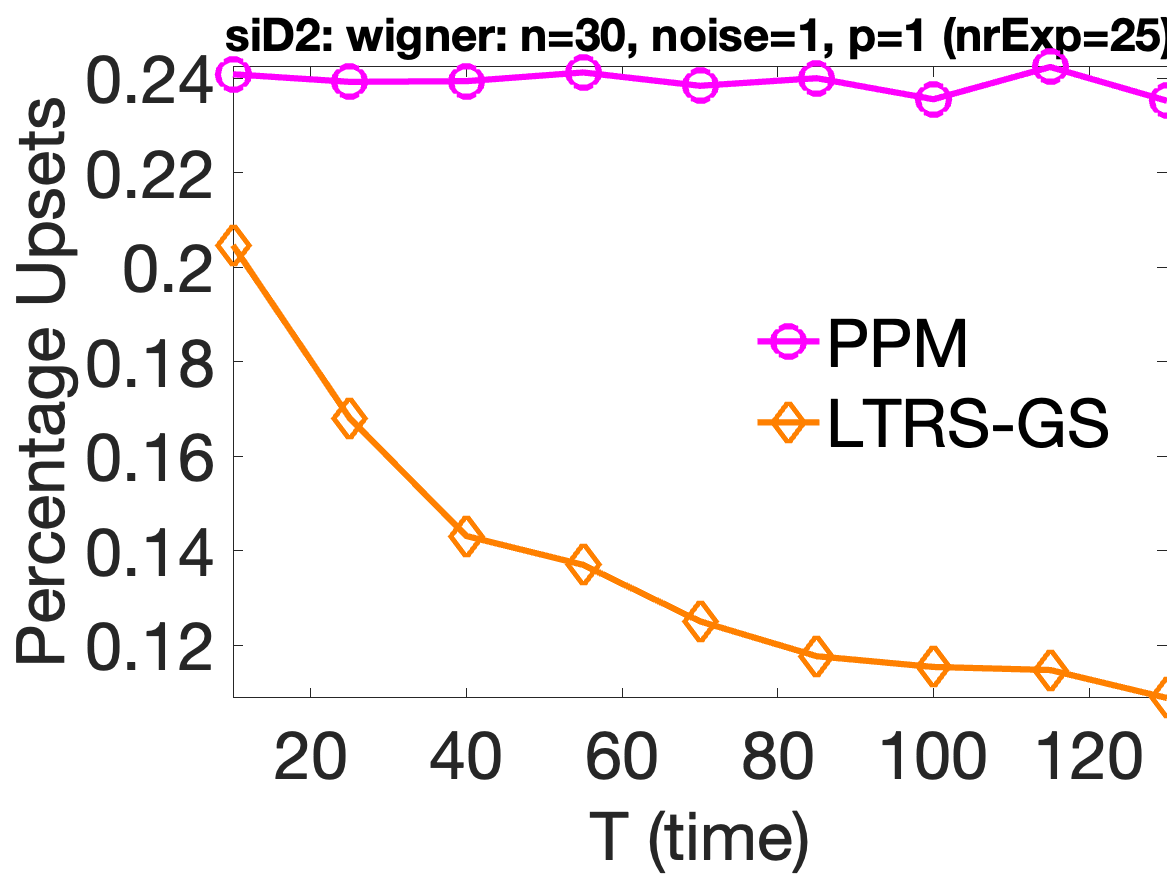 siD2: wigner: n=30, noise=1, p=1 (nrExp=25)
Percentage Upsets
0.24
0.22
0.2
0.18
0.16
0.14
0.12
PPM
LTRS-GS
20 40 60 80 100 120
T (time)